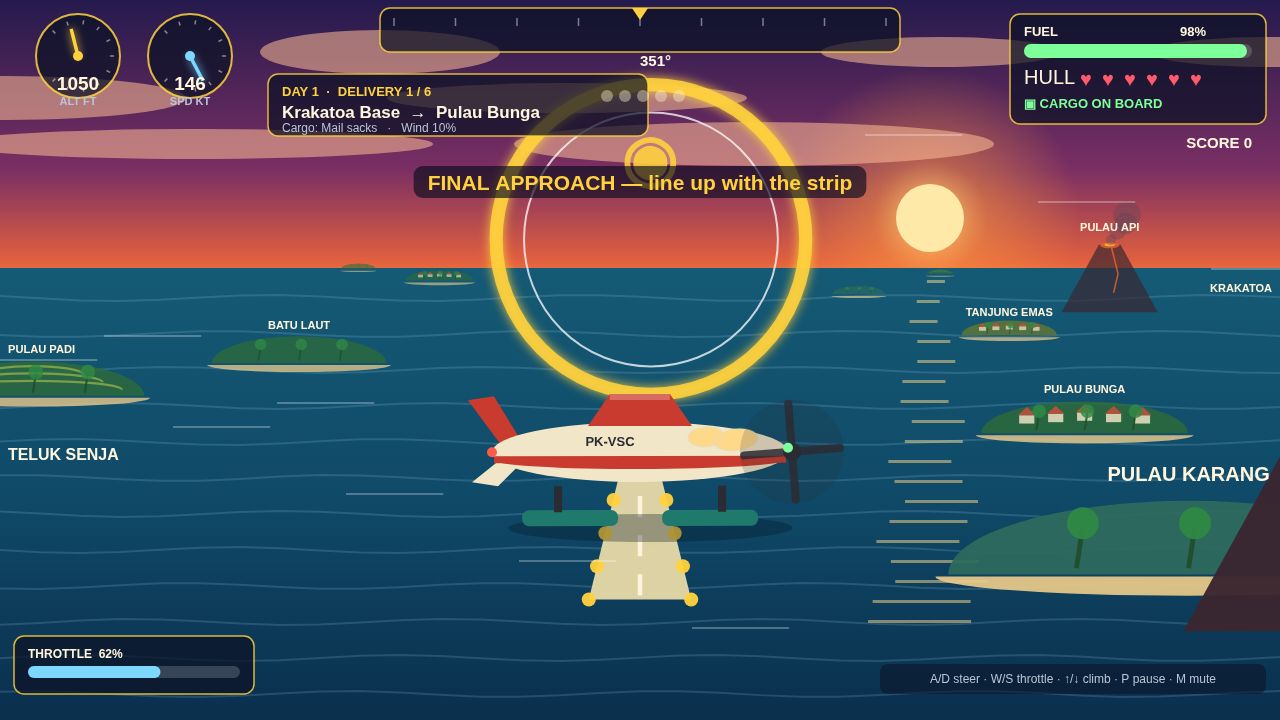 1050
ALT FT
146
SPD KT
351°
DAY 1 · DELIVERY 1 / 6
Krakatoa Base → Pulau Bunga
Cargo: Mail sacks · Wind 10%
FUEL 98%
HULL ♥ ♥ ♥ ♥ ♥ ♥
▣ CARGO ON BOARD
SCORE 0
FINAL APPROACH — line up with the strip
PULAU API
KRAKATOA
TANJUNG EMAS
BATU LAUT
PULAU PADI
PULAU BUNGA
TELUK SENJA
PULAU KARANG
PK-VSC
THROTTLE 62%
A/D steer · W/S throttle · ↑/↓ climb · P pause · M mute